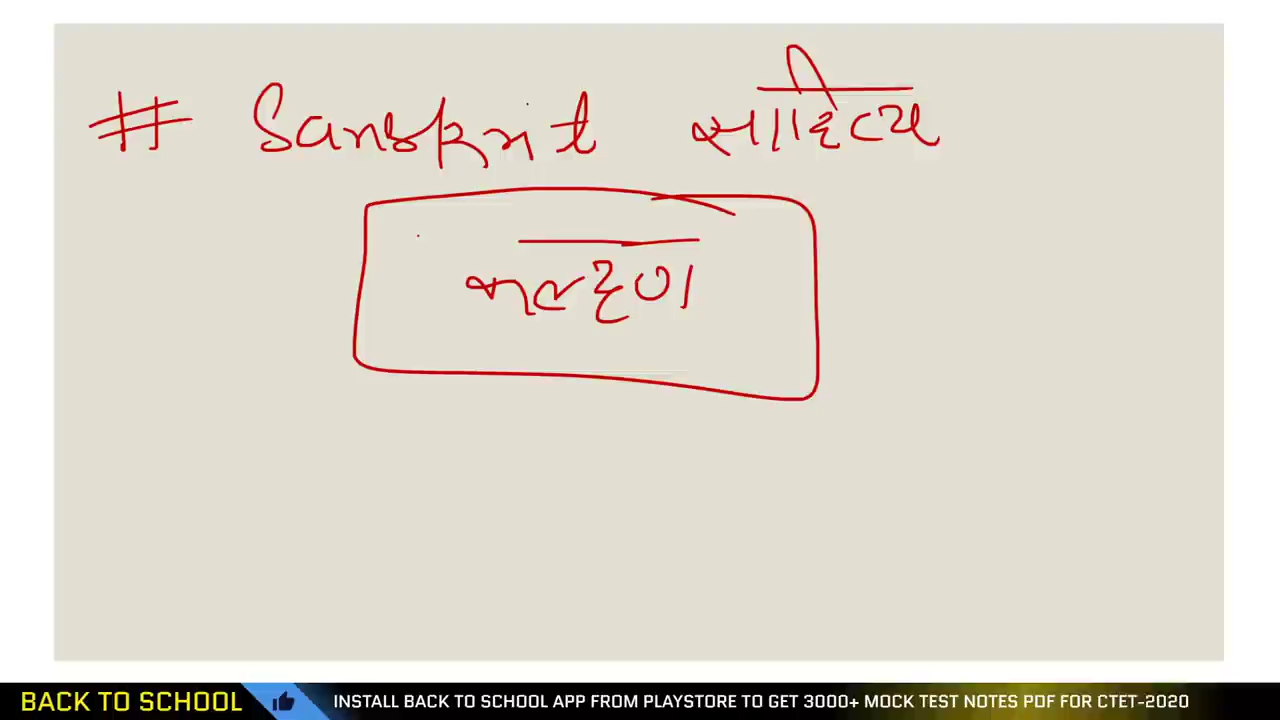 # Sanskrit साहित्य
BACK TO SCHOOL
INSTALL BACK TO SCHOOL APP FROM PLAYSTORE TO GET 3000+ MOCK TEST NOTES PDF FOR CTET-2020